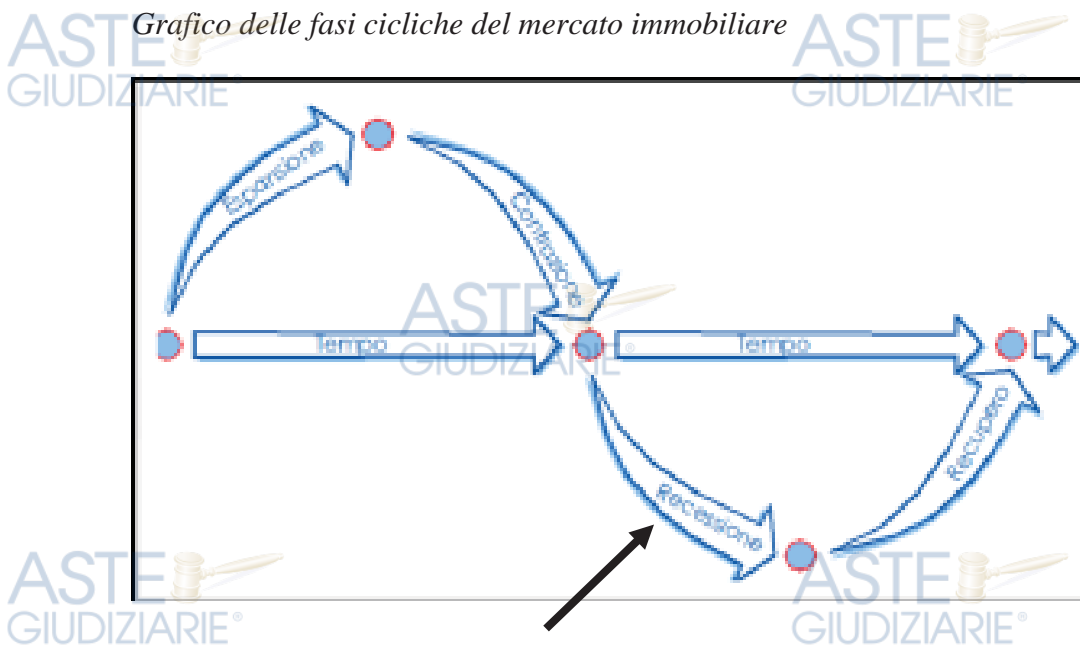 Grafico delle fasi cicliche del mercato immobiliare
ASTE
GIUDIZIARIE
ASTE
GIUDIZIARIE
Espansione
Contrazione
ASTE
GIUDIZIARIE®
Tempo
Tempo
Recupero
Recessione
ASTE
GIUDIZIARIE®
ASTE
GIUDIZIARIE®